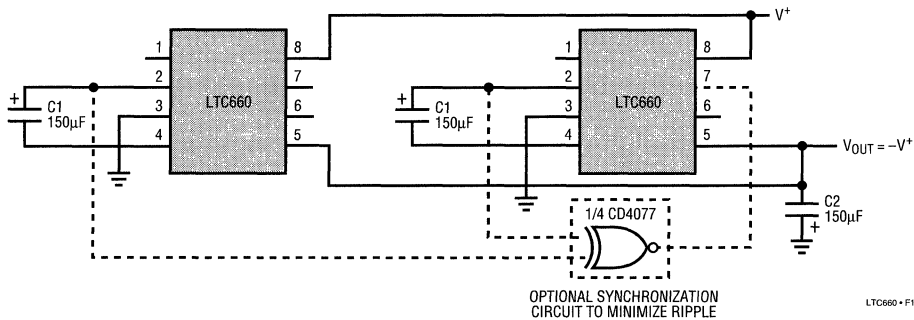 V+
1
8
2
7
3
6
4
5
LTC660
+
C1
150µF
1
8
2
7
3
6
4
5
LTC660
+
C1
150µF
VOUT = –V+
C2
150µF
+
1/4 CD4077
OPTIONAL SYNCHRONIZATION
CIRCUIT TO MINIMIZE RIPPLE
LTC660 • F1